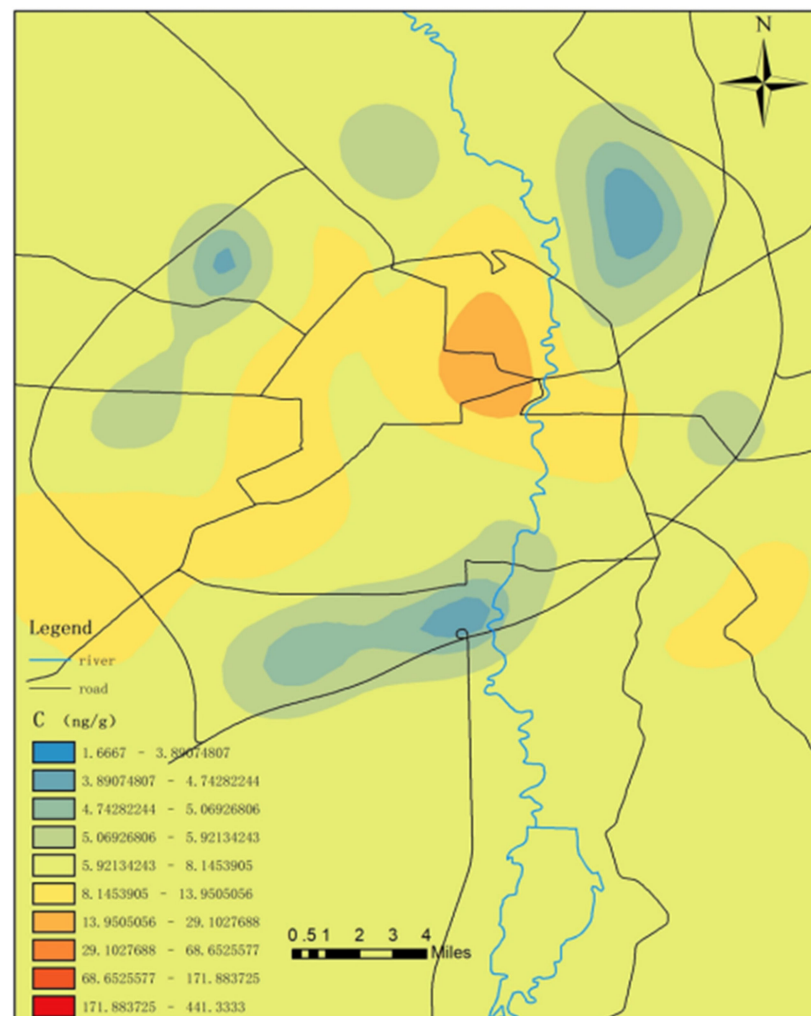 N
Legend
river
road
C (ng/g)
1.6667 - 3.89074807
3.89074807 - 4.74282244
4.74282244 - 5.06926806
5.06926806 - 5.92134243
5.92134243 - 8.1453905
8.1453905 - 13.9505056
13.9505056 - 29.1027688
29.1027688 - 68.6525577
68.6525577 - 171.883725
171.883725 - 441.3333
0 .5 1 2 3 4
Miles